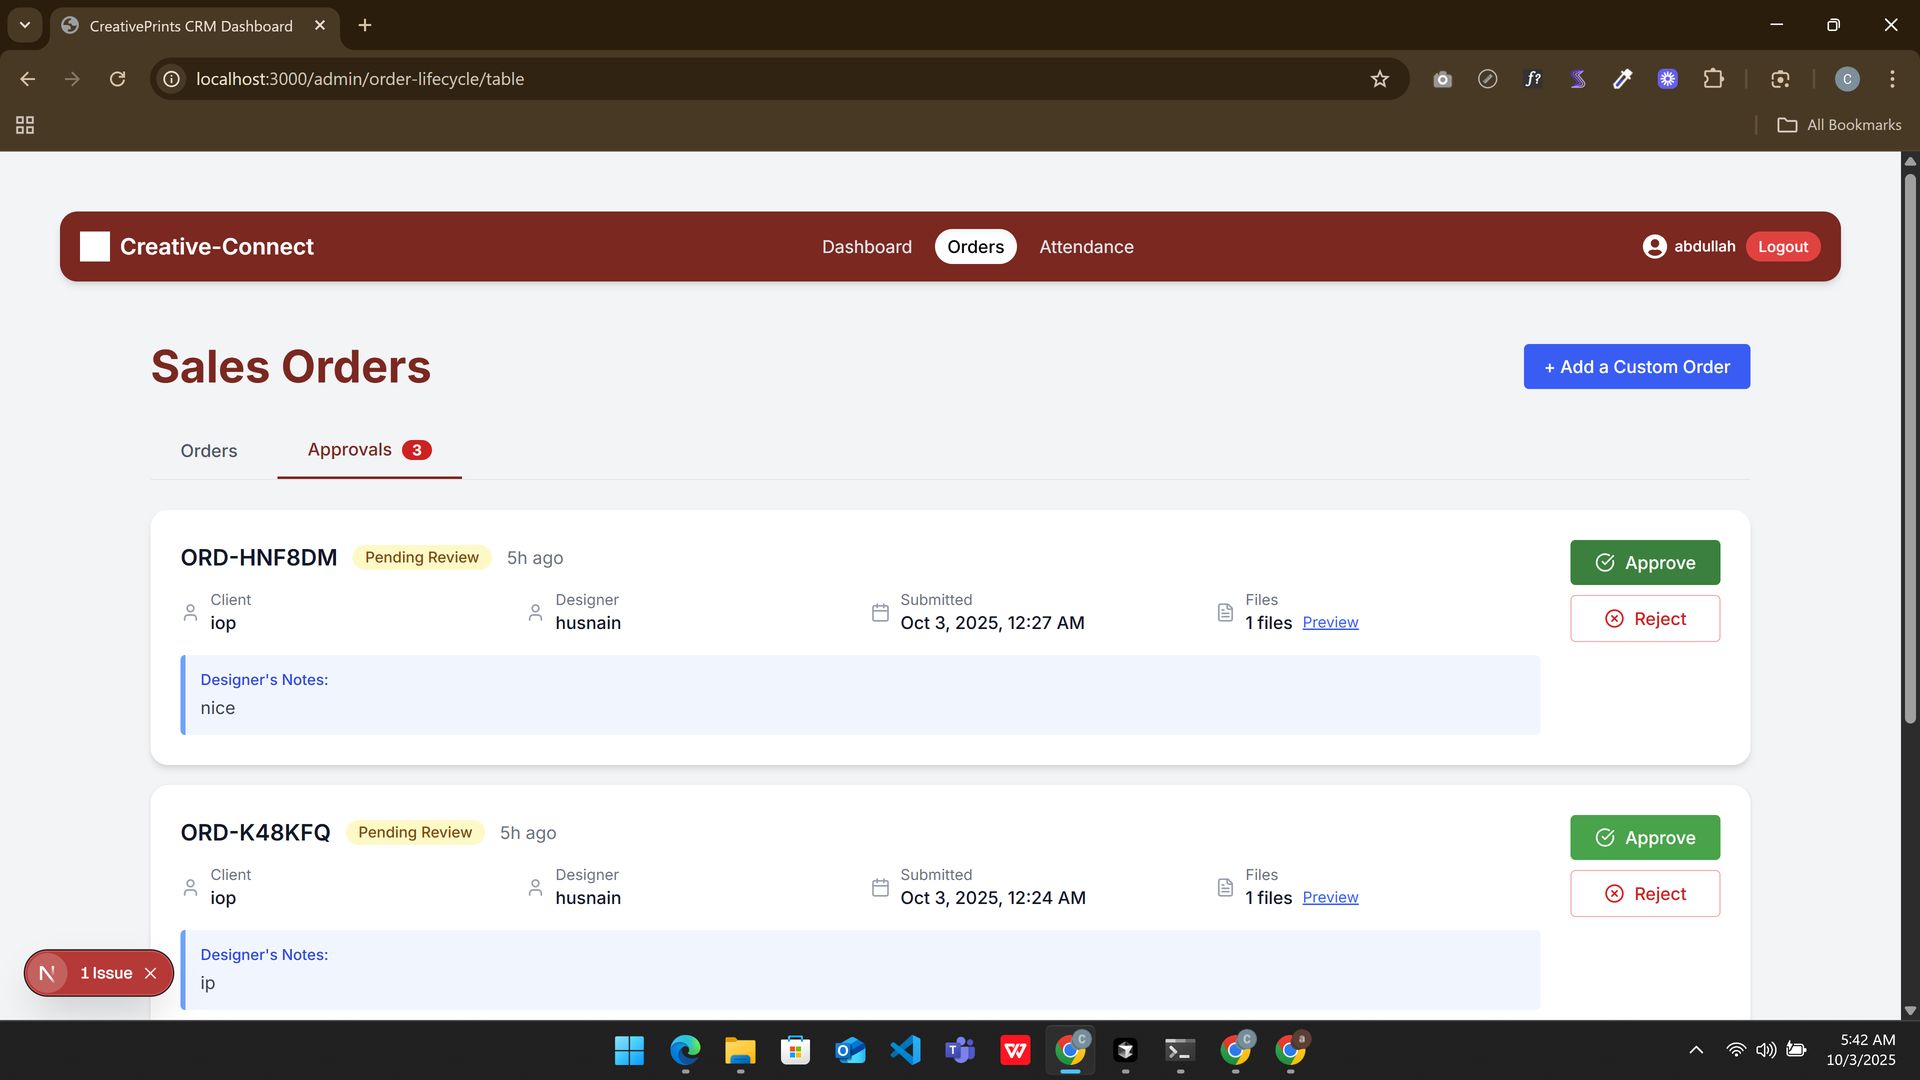 CreativePrints CRM Dashboard
localhost:3000/admin/order-lifecycle/table
f?
C
All Bookmarks
Creative-Connect
Dashboard
Orders
Attendance
abdullah
Logout
Sales Orders
+ Add a Custom Order
Orders
Approvals 3
ORD-HNF8DM Pending Review 5h ago
Approve
Client
iop
Designer
husnain
Submitted
Oct 3, 2025, 12:27 AM
Files
1 files Preview
Reject
Designer's Notes:
nice
ORD-K48KFQ Pending Review 5h ago
Approve
Client
iop
Designer
husnain
Submitted
Oct 3, 2025, 12:24 AM
Files
1 files Preview
Reject
Designer's Notes:
ip
N 1 Issue
C
C
a
5:42 AM
10/3/2025